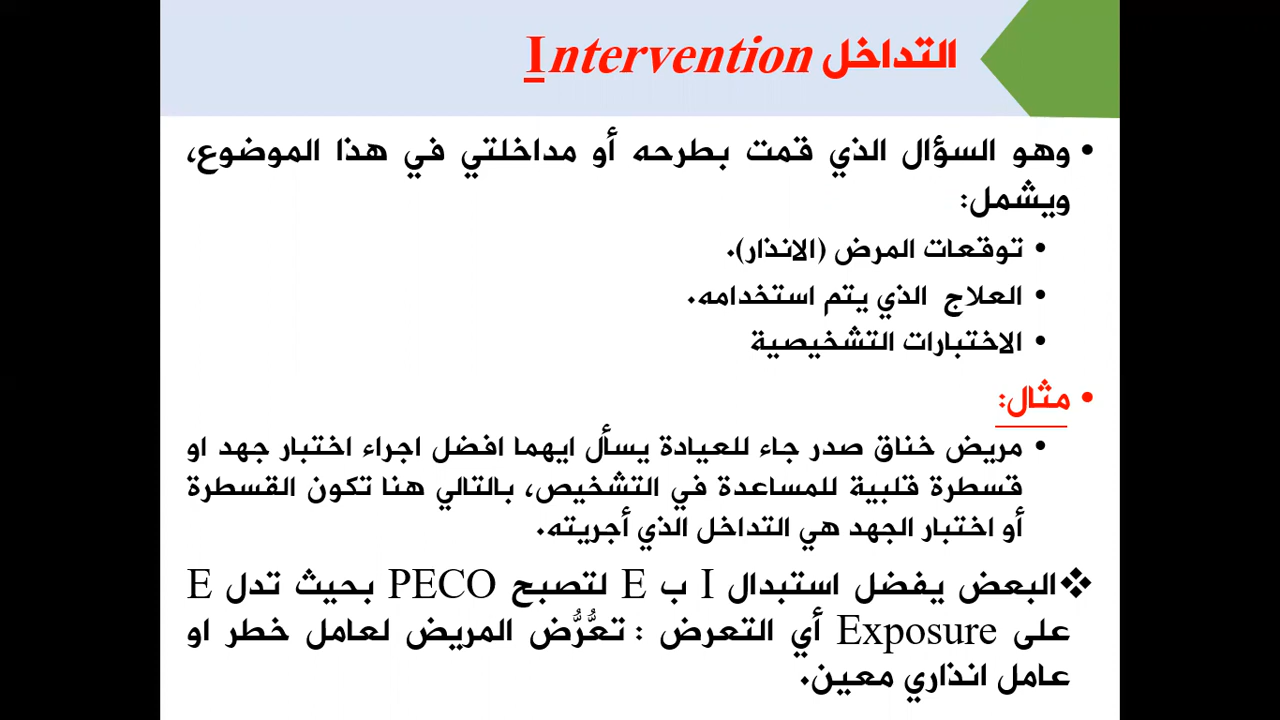 التداخل Intervention
• وهو السؤال الذي قمت بطرحه أو مداخلتي في هذا الموضوع،
ويشمل:
• توقعات المرض (الانذار).
• العلاج الذي يتم استخدامه.
• الاختبارات التشخيصية
• مثال:
• مريض خناق صدر جاء للعيادة يسأل ايهما افضل اجراء اختبار جهد او
قسطرة قلبية للمساعدة في التشخيص، بالتالي هنا تكون القسطرة
أو اختبار الجهد هي التداخل الذي أجريته.
❖ البعض يفضل استبدال I ب E لتصبح PECO بحيث تدل E
على Exposure أي التعرض : تعُّرُّض المريض لعامل خطر او
عامل انذاري معين.